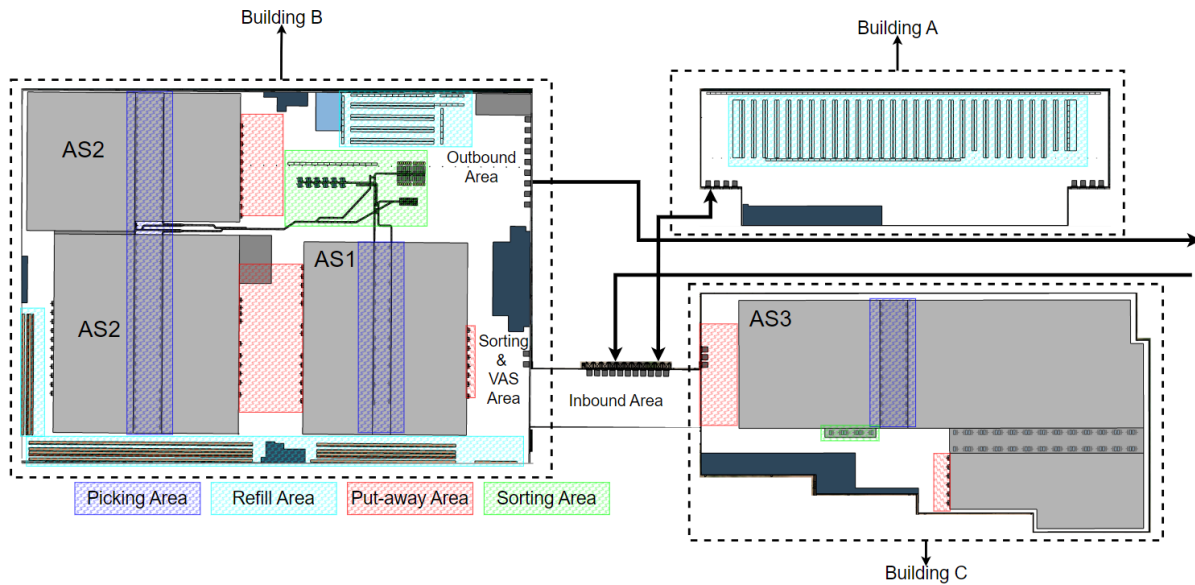 Building B
Building A
AS2
Outbound
Area
AS1
AS2
Sorting
&
VAS
Area
Inbound Area
AS3
Picking Area
Refill Area
Put-away Area
Sorting Area
Building C